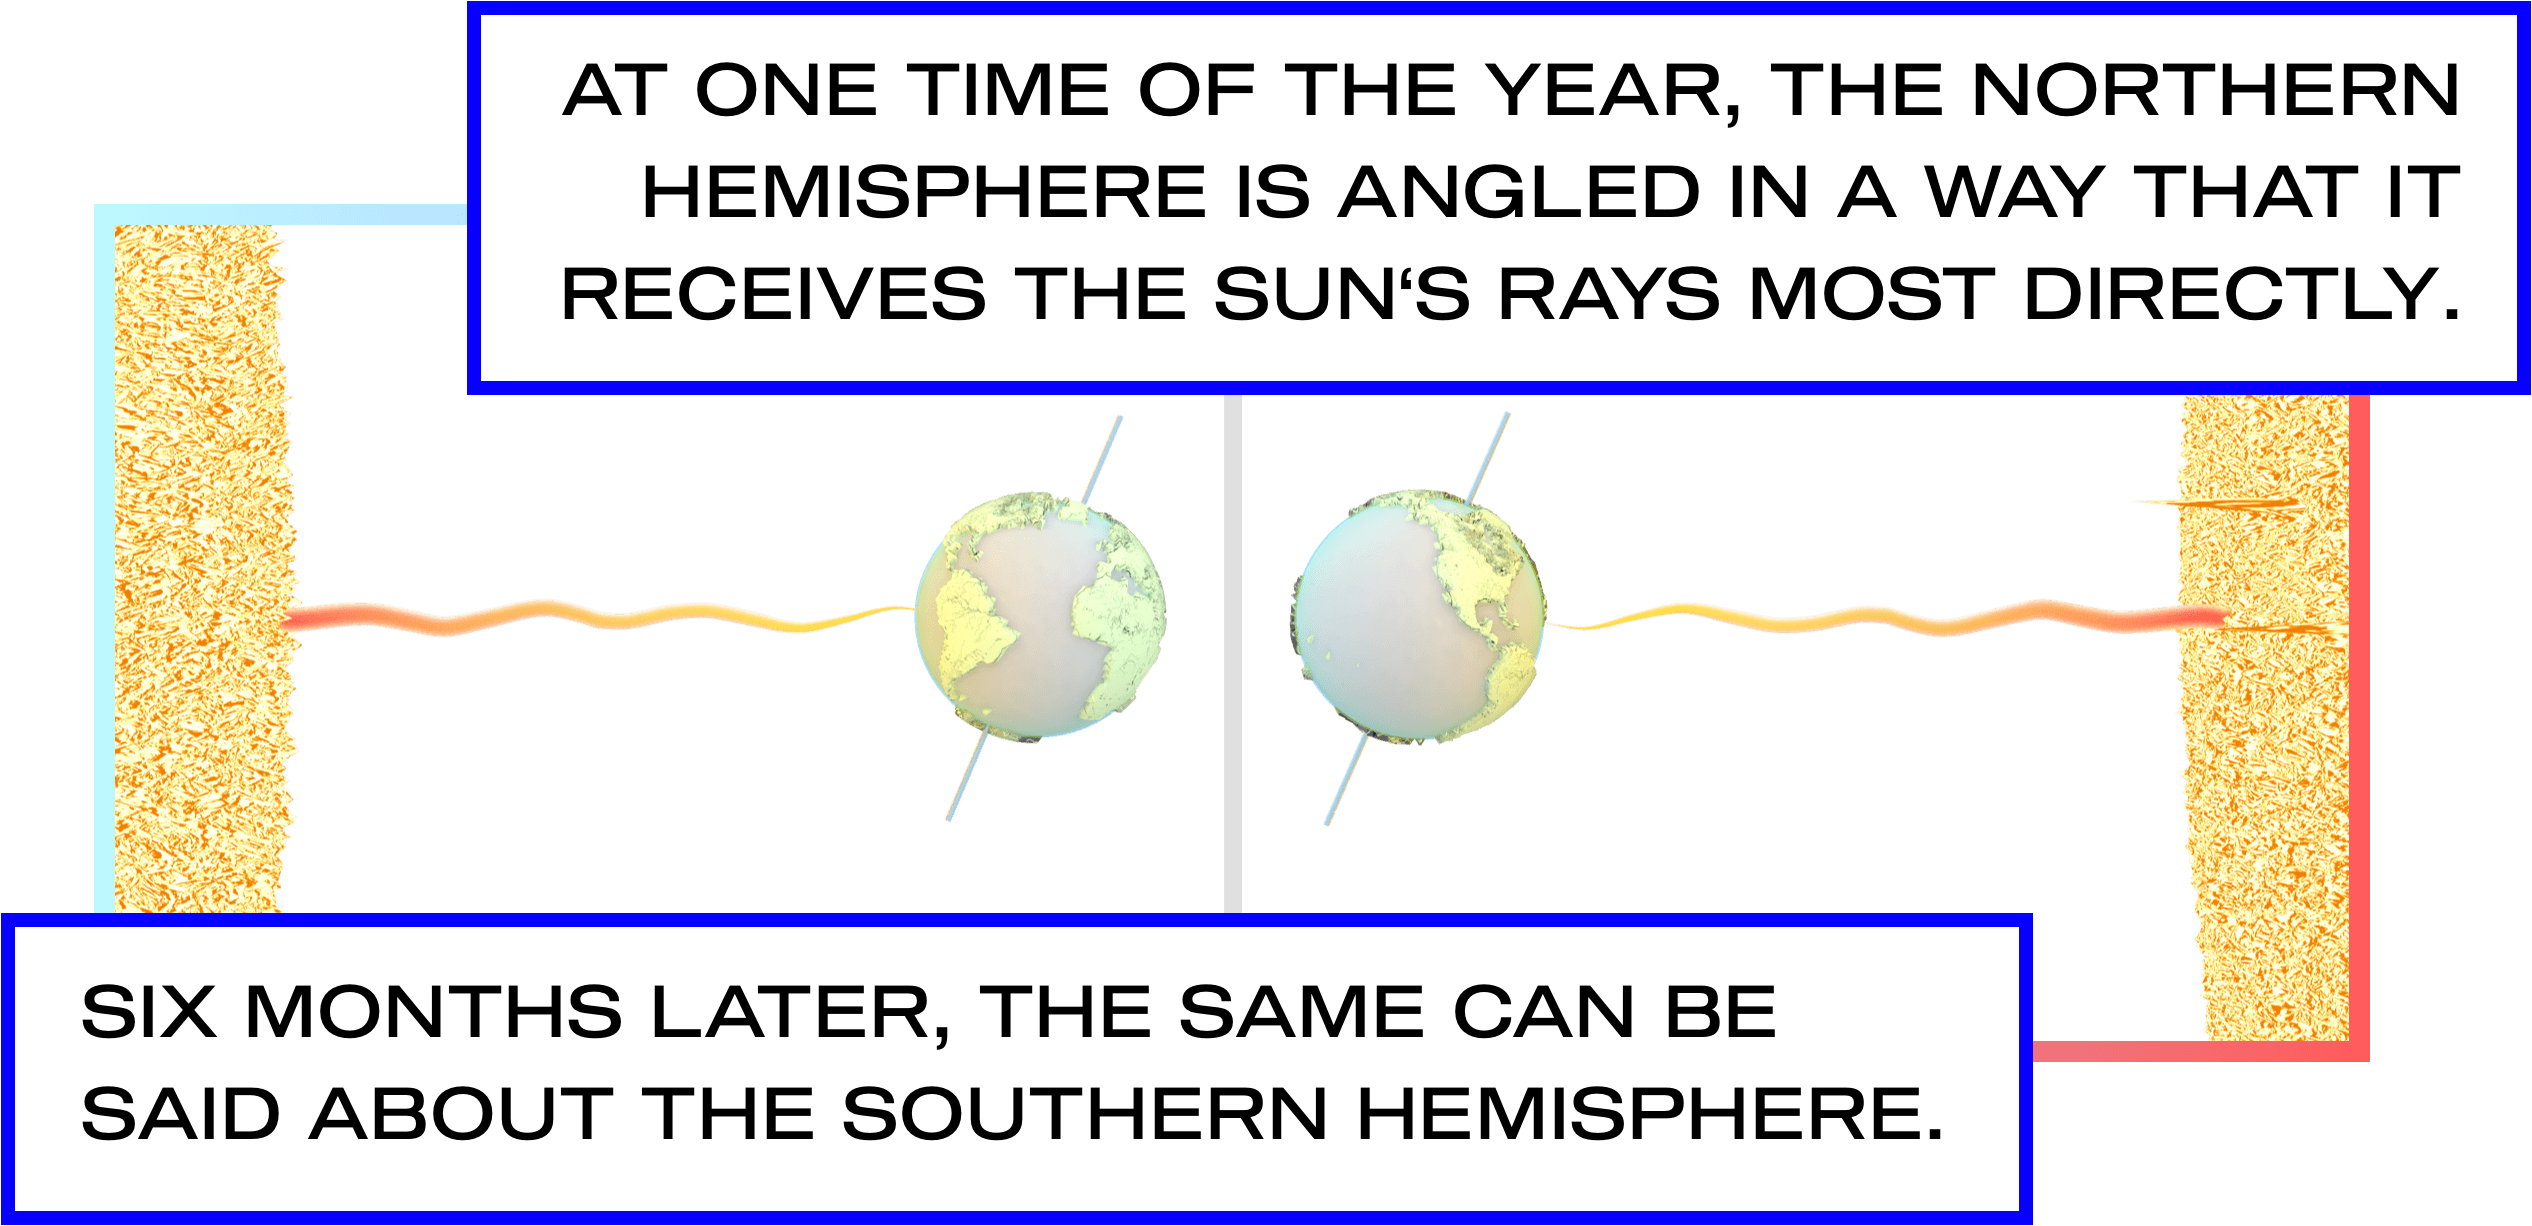 AT ONE TIME OF THE YEAR, THE NORTHERN
HEMISPHERE IS ANGLED IN A WAY THAT IT
RECEIVES THE SUN‘S RAYS MOST DIRECTLY.
SIX MONTHS LATER, THE SAME CAN BE
SAID ABOUT THE SOUTHERN HEMISPHERE.